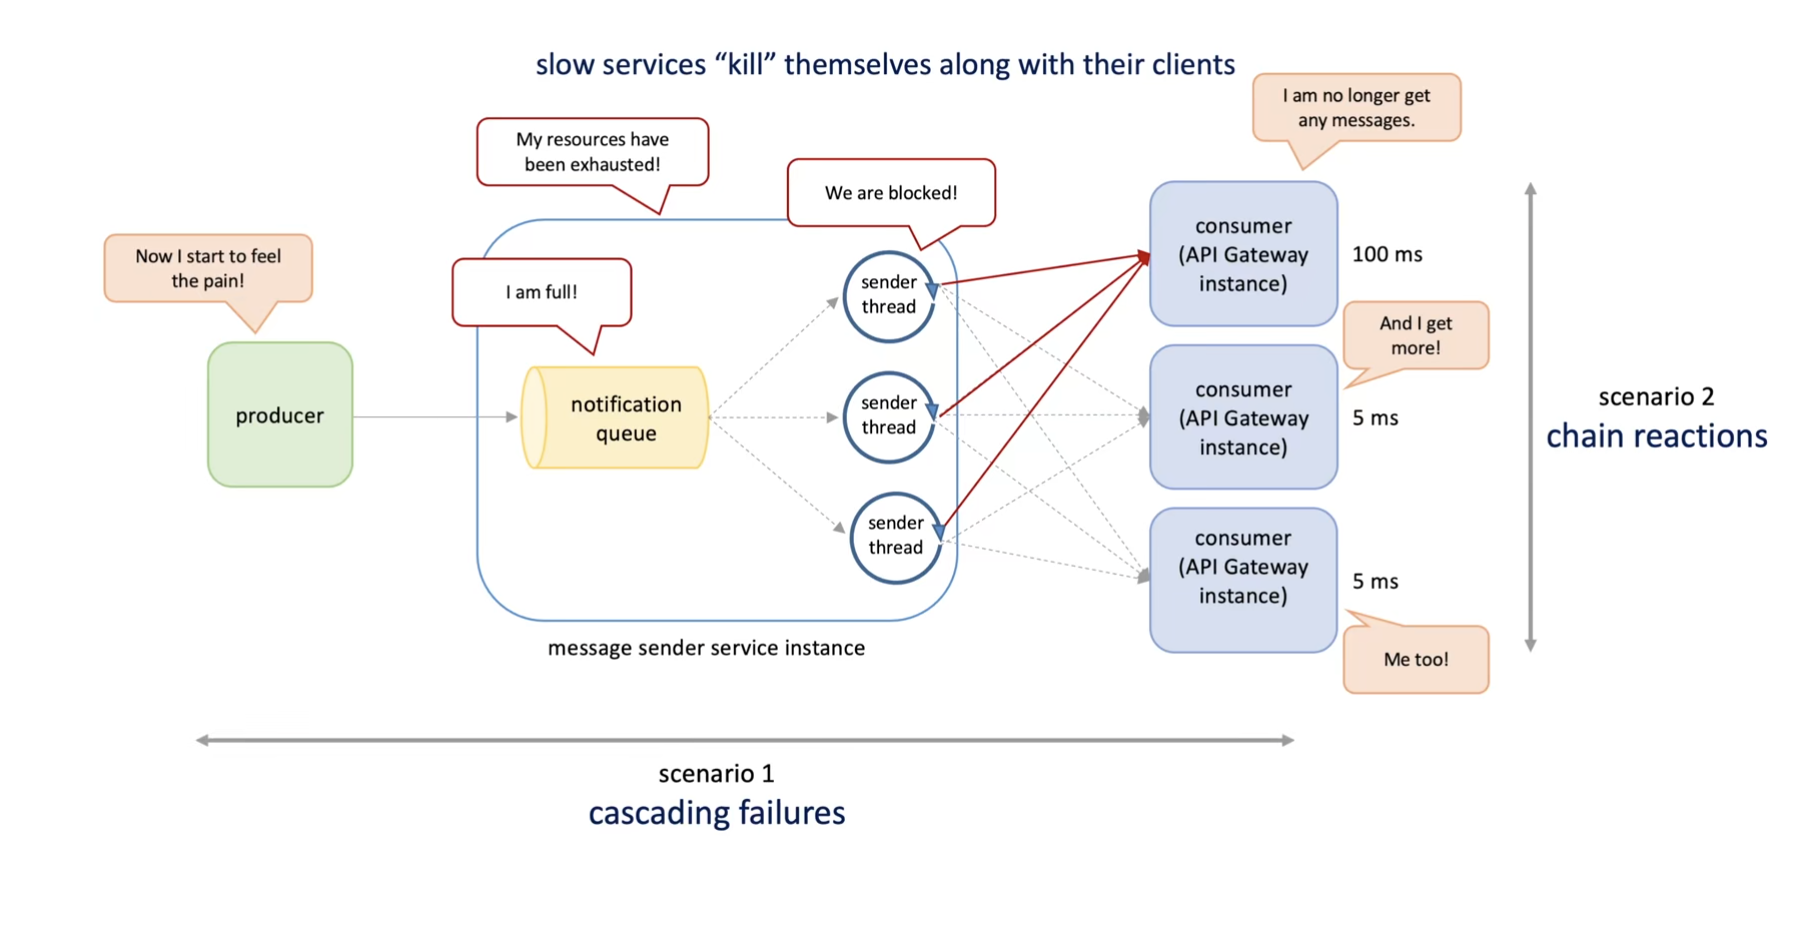 slow services “kill” themselves along with their clients
I am no longer get
any messages.
My resources have
been exhausted!
We are blocked!
Now I start to feel
the pain!
I am full!
sender
thread
consumer
(API Gateway
instance)
100 ms
And I get
more!
producer
notification
queue
sender
thread
consumer
(API Gateway
instance)
5 ms
scenario 2
chain reactions
sender
thread
consumer
(API Gateway
instance)
5 ms
Me too!
message sender service instance
scenario 1
cascading failures